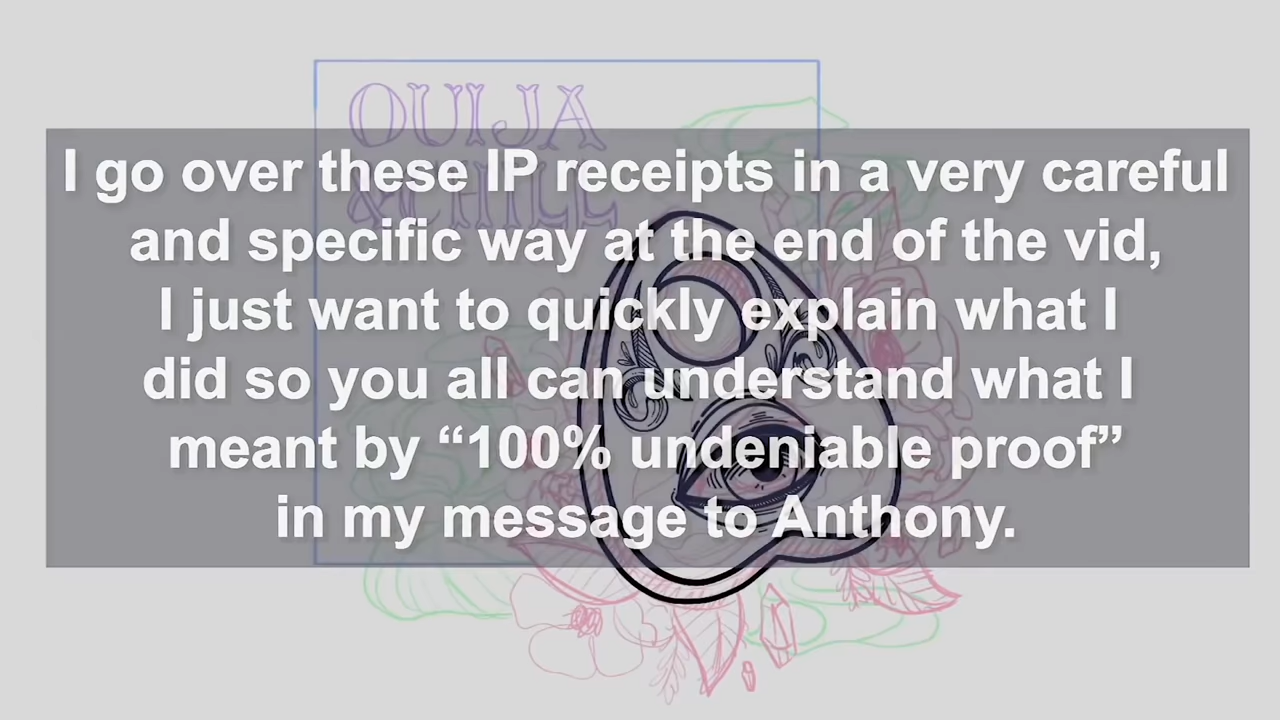 OUIJA
& CHILL
I go over these IP receipts in a very careful
and specific way at the end of the vid,
I just want to quickly explain what I
did so you all can understand what I
meant by “100% undeniable proof”
in my message to Anthony.